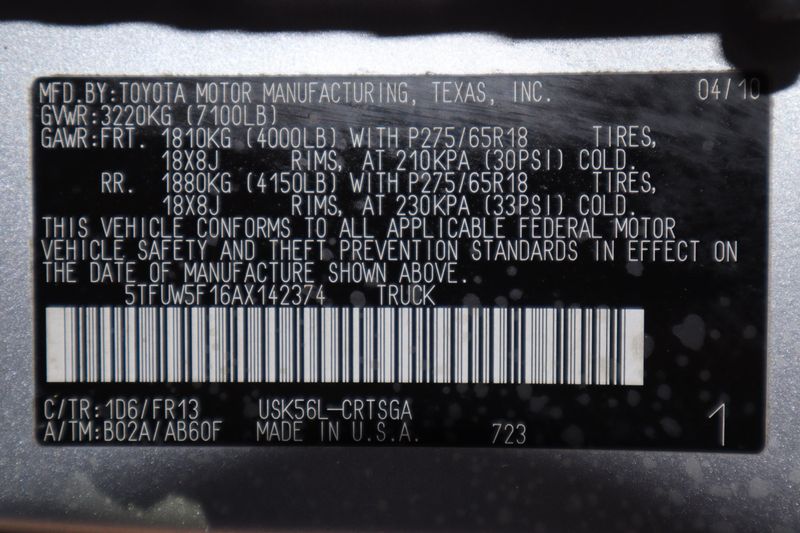 MFD.BY:TOYOTA MOTOR MANUFACTURING, TEXAS, INC. 04/10
GVWR:3220KG (7100LB)
GAWR:FRT. 1810KG (4000LB) WITH P275/65R18 TIRES,
18X8J RIMS, AT 210KPA (30PSI) COLD.
RR. 1880KG (4150LB) WITH P275/65R18 TIRES,
18X8J RIMS, AT 230KPA (33PSI) COLD.
THIS VEHICLE CONFORMS TO ALL APPLICABLE FEDERAL MOTOR
VEHICLE SAFETY AND THEFT PREVENTION STANDARDS IN EFFECT ON
THE DATE OF MANUFACTURE SHOWN ABOVE.
5TFUW5F16AX142374 TRUCK
C/TR:1D6/FR13 USK56L-CRTSGA
A/TM:B02A/AB60F MADE IN U.S.A. 723 1